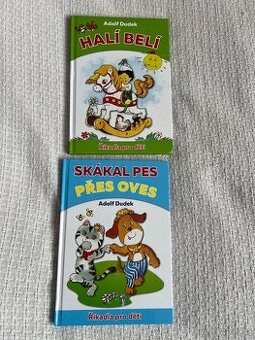 Adolf Dudek
HALÍ BELÍ
Říkadla pro děti
SKÁKAL PES
PŘES OVES
Adolf Dudek
Říkadla pro děti